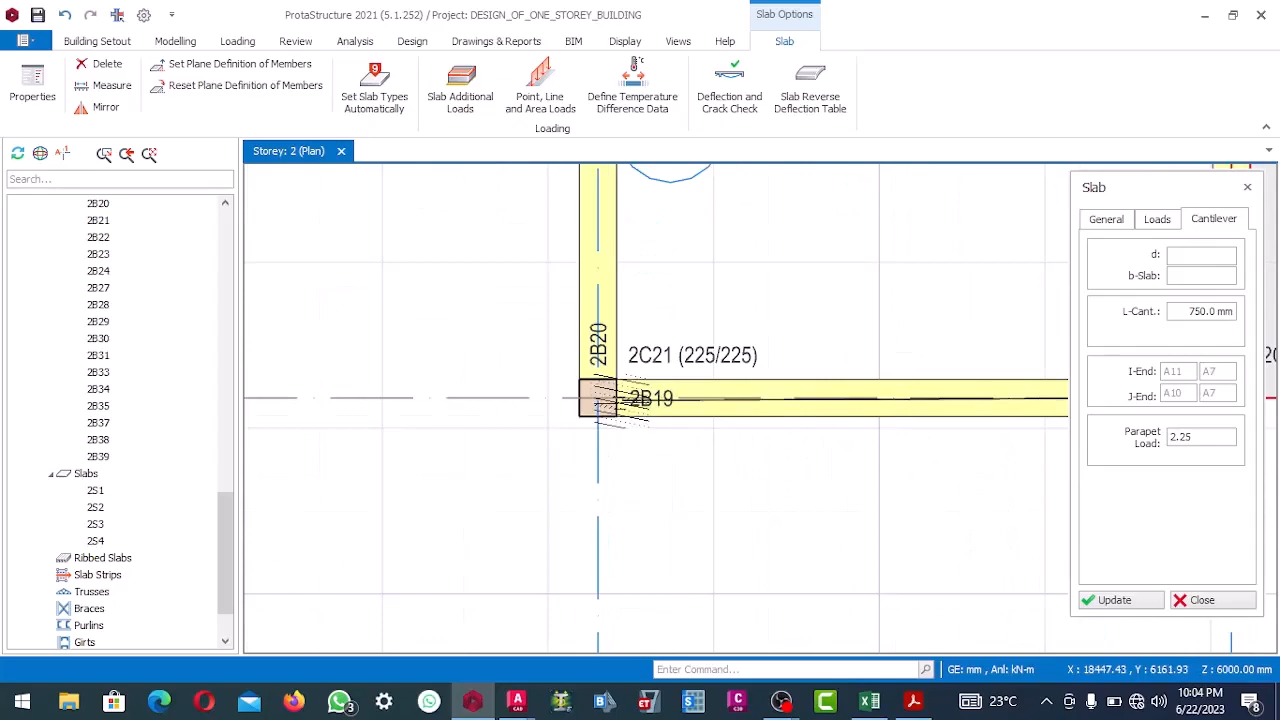 ProtaStructure 2021 (5.1.252) / Project: DESIGN_OF_ONE_STOREY_BUILDING
Slab Options
Building Setout Modelling Loading Review Analysis Design Drawings & Reports BIM Display Views Help Slab
Properties
Delete
Measure
Mirror
Set Plane Definition of Members
Reset Plane Definition of Members
Set Slab Types
Automatically
Slab Additional
Loads
Point, Line
and Area Loads
Define Temperature
Difference Data
Loading
Deflection and
Crack Check
Slab Reverse
Deflection Table
Search...
2B20
2B21
2B22
2B23
2B24
2B27
2B28
2B29
2B30
2B31
2B33
2B34
2B35
2B37
2B38
2B39
Slabs
2S1
2S2
2S3
2S4
Ribbed Slabs
Slab Strips
Trusses
Braces
Purlins
Girts
Storey: 2 (Plan)
2B20
2C21 (225/225)
2B19
Slab
General Loads Cantilever
d:
b-Slab:
L-Cant.: 750.0 mm
I-End: A11 A7
J-End: A10 A7
Parapet
Load: 2.25
Update Close
Enter Command...
GE: mm, Anl: kN-m X : 18267.43, Y : 6161.93 Z : 6000.00 mm
23°C
10:04 PM
6/22/2023